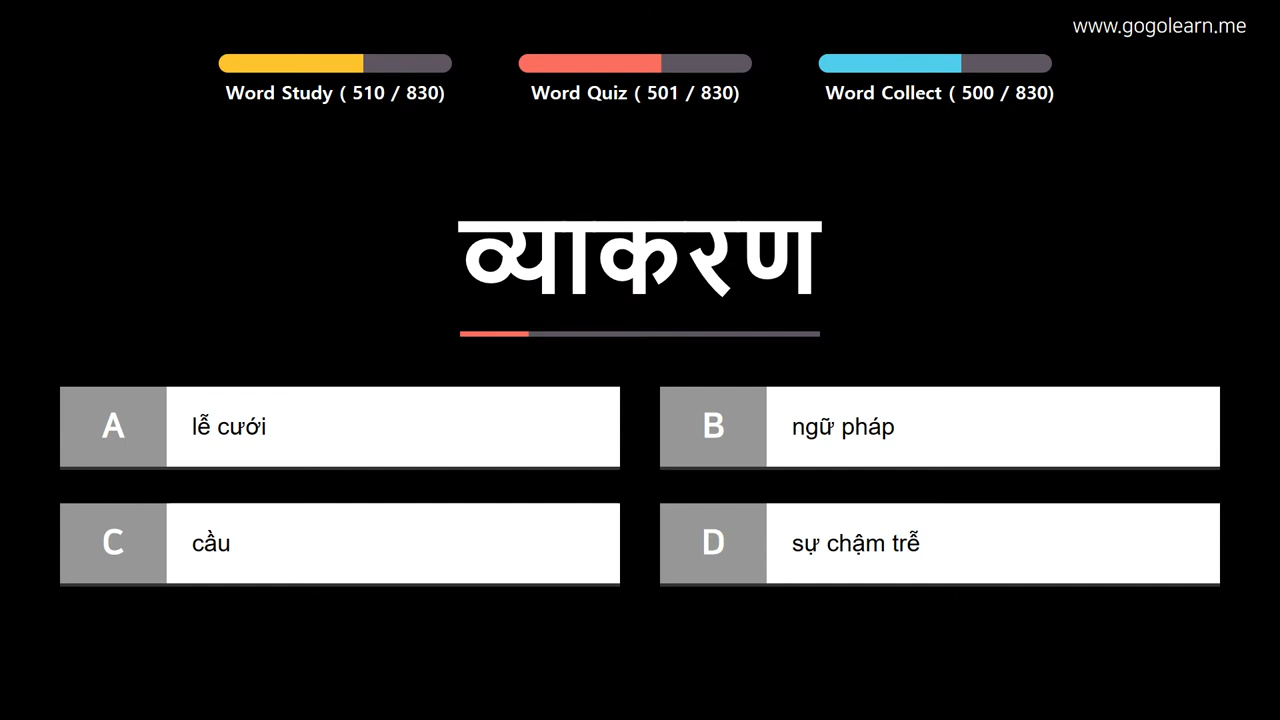 www.gogolearn.me
Word Study ( 510 / 830)
Word Quiz ( 501 / 830)
Word Collect ( 500 / 830)
व्याकरण
A
lễ cưới
B
ngữ pháp
C
cầu
D
sự chậm trễ